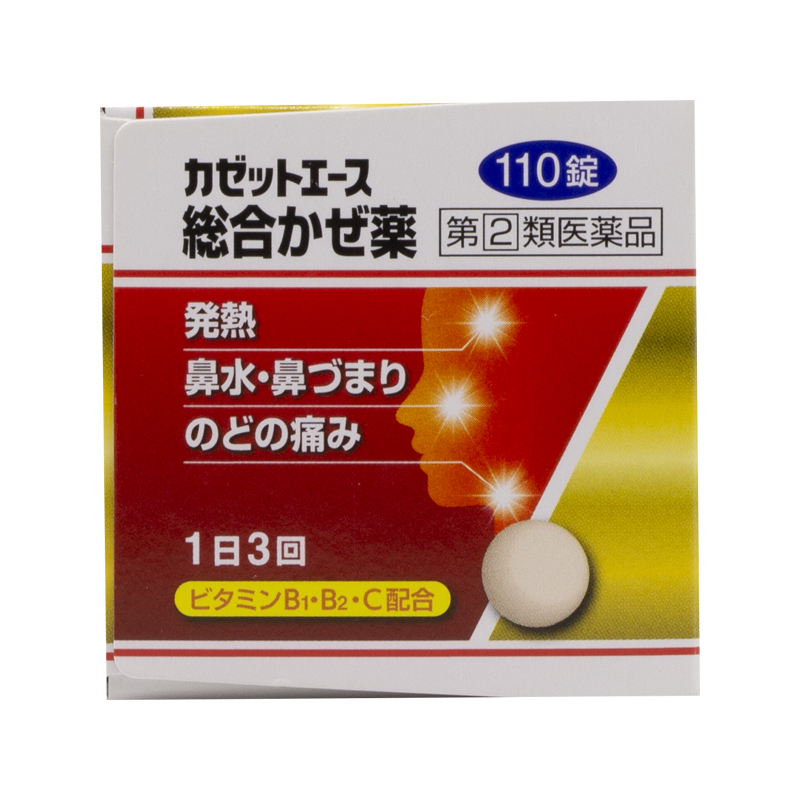 カゼットエース
総合かぜ薬
110錠
第②類医薬品
発熱
鼻水・鼻づまり
のどの痛み
1日3回
ビタミンB₁・B₂・C配合